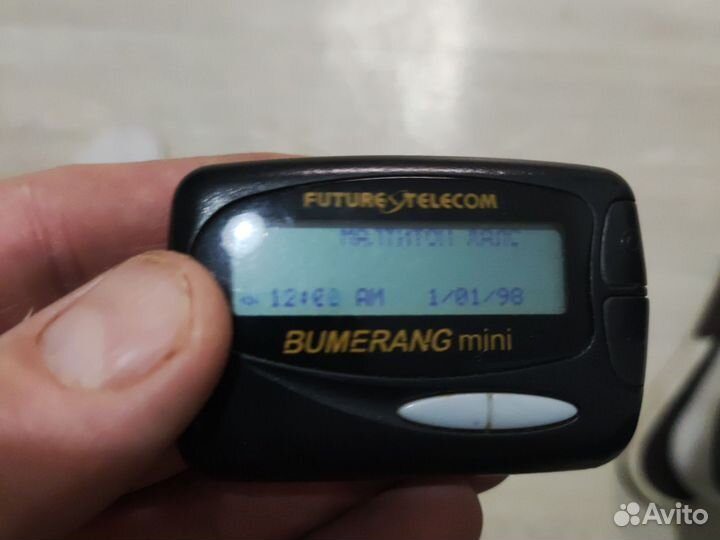 FUTURE TELECOM
12:00 AM 1/01/98
BUMERANG mini
Avito